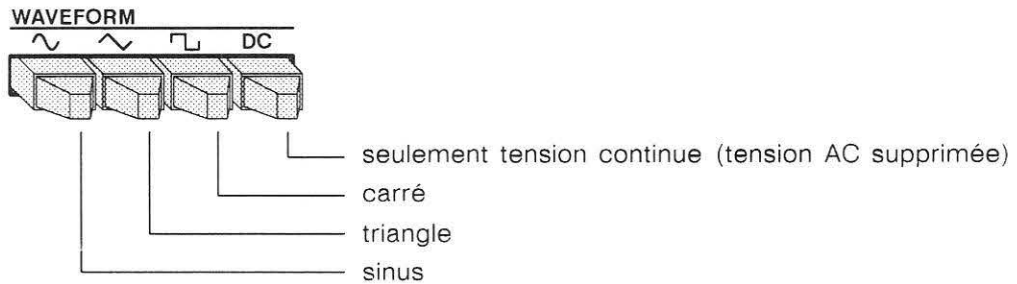 WAVEFORM
DC
seulement tension continue (tension AC supprimée)
carré
triangle
sinus